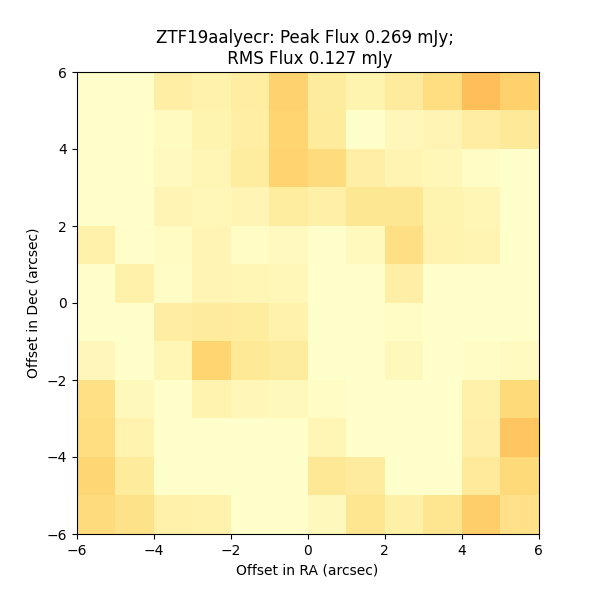 ZTF19aalyecr: Peak Flux 0.269 mJy;
RMS Flux 0.127 mJy
6
4
2
0
−2
−4
−6
Offset in Dec (arcsec)
−6 −4 −2 0 2 4 6
Offset in RA (arcsec)